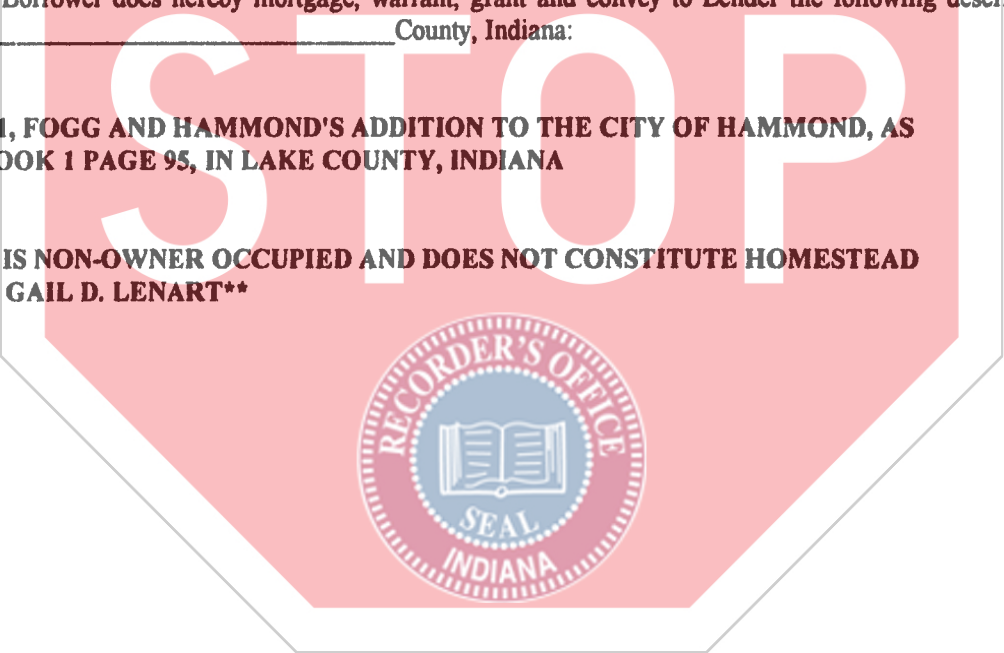 Borrower does hereby mortgage, warrant, grant and convey to Lender the following
County, Indiana:
STOP
1, FOGG AND HAMMOND'S ADDITION TO THE CITY OF HAMMOND, AS
OOK 1 PAGE 95, IN LAKE COUNTY, INDIANA
IS NON-OWNER OCCUPIED AND DOES NOT CONSTITUTE HOMESTEAD
GAIL D. LENART**
RECORDER'S OFFICE
SEAL
INDIANA